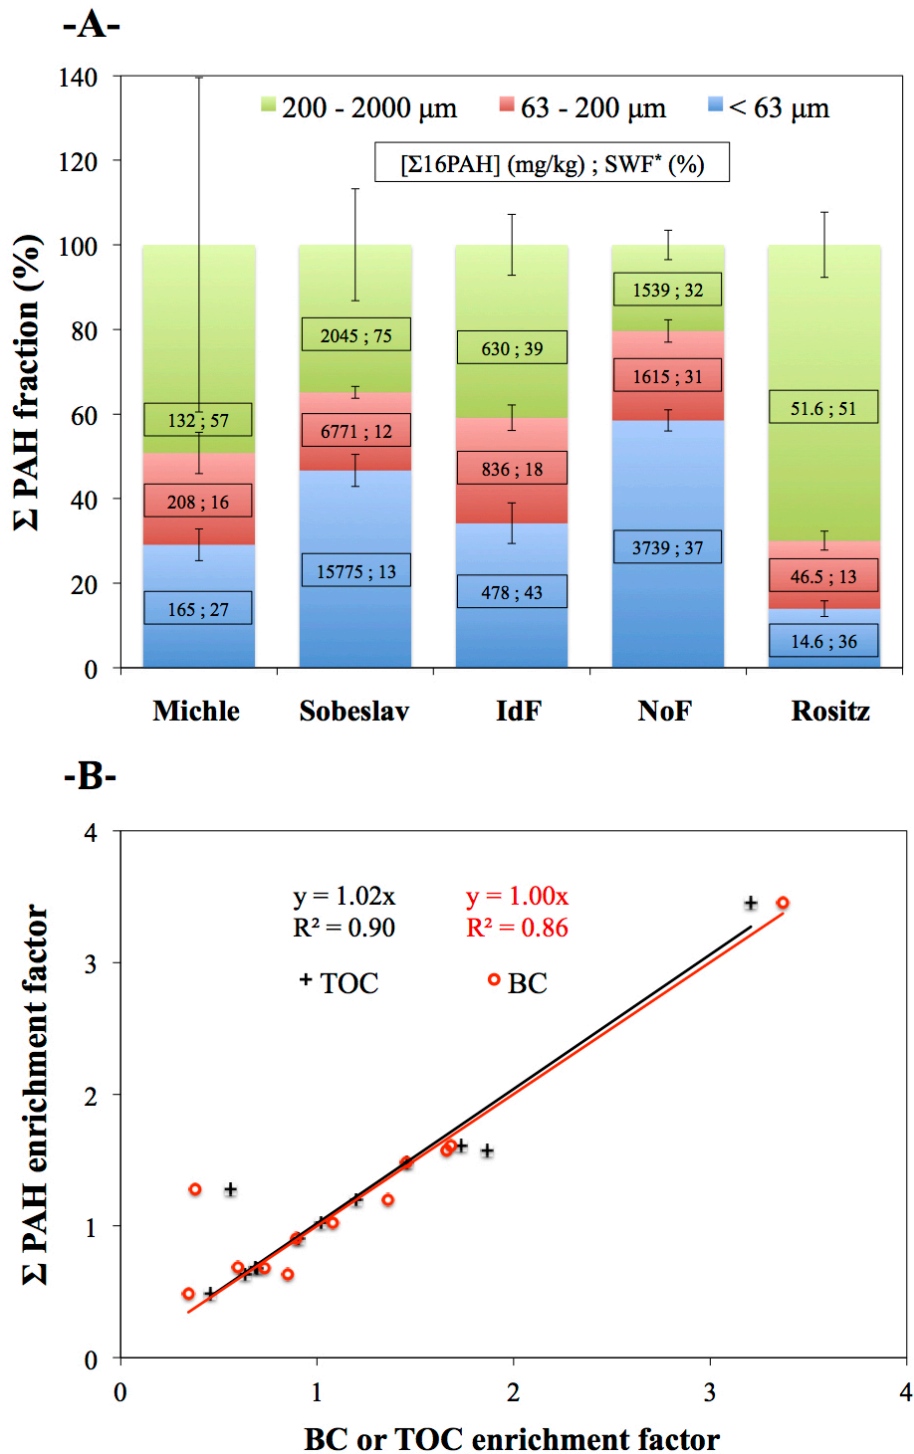 -A-
140
200 - 2000 µm
63 - 200 µm
< 63 µm
120
[Σ16PAH] (mg/kg) ; SWF* (%)
100
1539 ; 32
80
2045 ; 75
630 ; 39
1615 ; 31
60
132 ; 57
6771 ; 12
51.6 ; 51
836 ; 18
40
208 ; 16
3739 ; 37
20
15775 ; 13
478 ; 43
46.5 ; 13
165 ; 27
14.6 ; 36
0
Σ PAH fraction (%)
Michle
Sobeslav
IdF
NoF
Rositz
-B-
4
y = 1.02x
y = 1.00x
R² = 0.90
R² = 0.86
3
TOC
BC
2
1
0
Σ PAH enrichment factor
0
1
2
3
4
BC or TOC enrichment factor